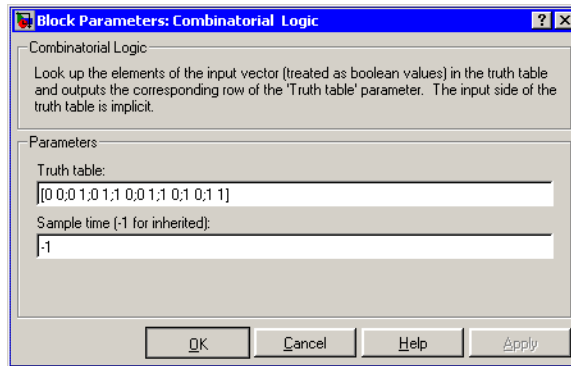 Block Parameters: Combinatorial Logic
Combinatorial Logic
Look up the elements of the input vector (treated as boolean values) in the truth table
and outputs the corresponding row of the 'Truth table' parameter. The input side of the
truth table is implicit.
Parameters
Truth table:
[0 0;0 1;0 1;1 0;0 1;1 0;1 0;1 1]
Sample time (-1 for inherited):
-1
OK Cancel Help Apply